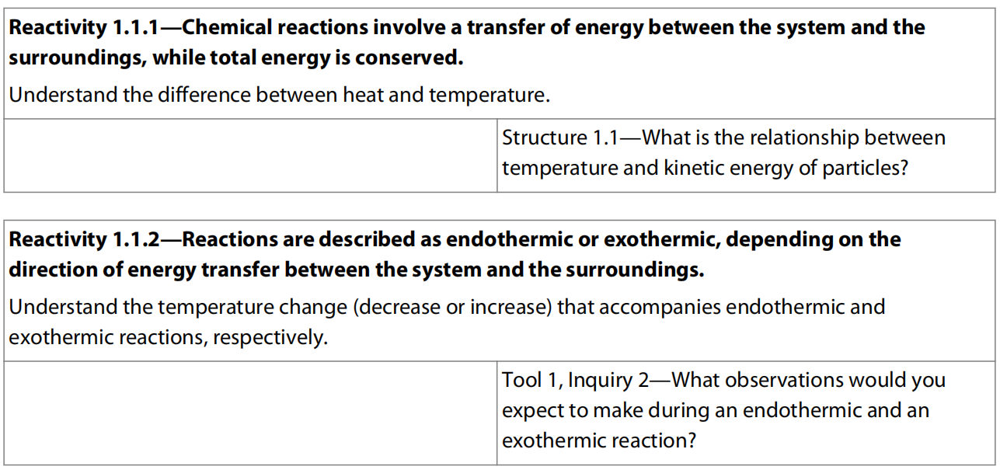 Reactivity 1.1.1—Chemical reactions involve a transfer of energy between the system and the
surroundings, while total energy is conserved.
Understand the difference between heat and temperature.
Structure 1.1—What is the relationship between
temperature and kinetic energy of particles?
Reactivity 1.1.2—Reactions are described as endothermic or exothermic, depending on the
direction of energy transfer between the system and the surroundings.
Understand the temperature change (decrease or increase) that accompanies endothermic and
exothermic reactions, respectively.
Tool 1, Inquiry 2—What observations would you
expect to make during an endothermic and an
exothermic reaction?